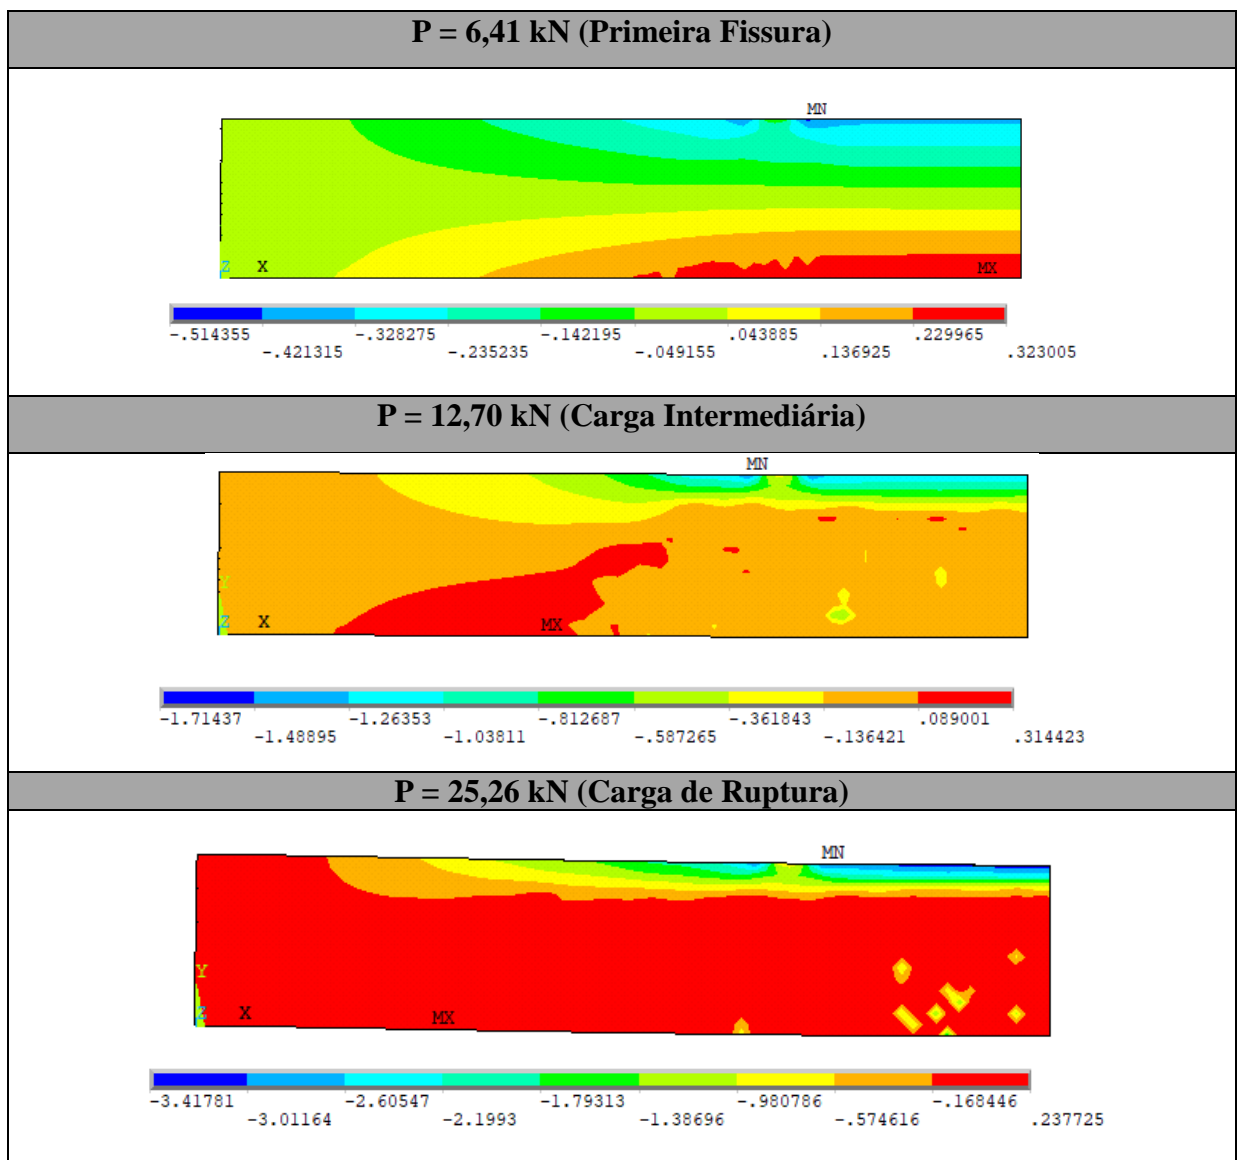 P = 6,41 kN (Primeira Fissura)
MN
Z X MX
-.514355 -.328275 -.142195 .043885 .229965
-.421315 -.235235 -.049155 .136925 .323005
P = 12,70 kN (Carga Intermediária)
MN
Y
Z X MX
-1.71437 -1.26353 -.812687 -.361843 .089001
-1.48895 -1.03811 -.587265 -.136421 .314423
P = 25,26 kN (Carga de Ruptura)
MN
Y
Z X MX
-3.41781 -2.60547 -1.79313 -.980786 -.168446
-3.01164 -2.1993 -1.38696 -.574616 .237725